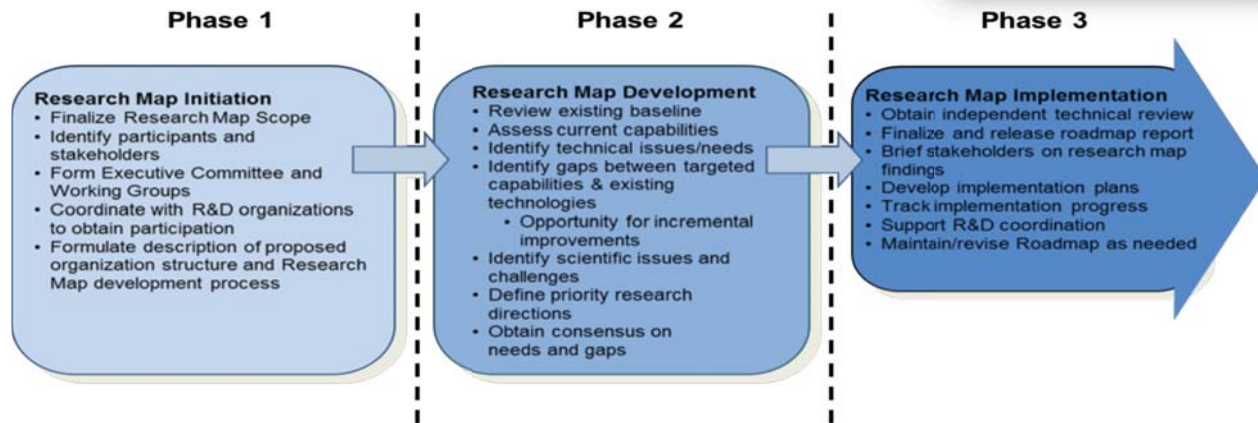 Phase 1
Research Map Initiation
• Finalize Research Map Scope
• Identify participants and
stakeholders
• Form Executive Committee and
Working Groups
• Coordinate with R&D organizations
to obtain participation
• Formulate description of proposed
organization structure and Research
Map development process
Phase 2
Research Map Development
• Review existing baseline
• Assess current capabilities
• Identify technical issues/needs
• Identify gaps between targeted
capabilities & existing
technologies
• Opportunity for incremental
improvements
• Identify scientific issues and
challenges
• Define priority research
directions
• Obtain consensus on
needs and gaps
Phase 3
Research Map Implementation
• Obtain independent technical review
• Finalize and release roadmap report
• Brief stakeholders on research map
findings
• Develop implementation plans
• Track implementation progress
• Support R&D coordination
• Maintain/revise Roadmap as needed